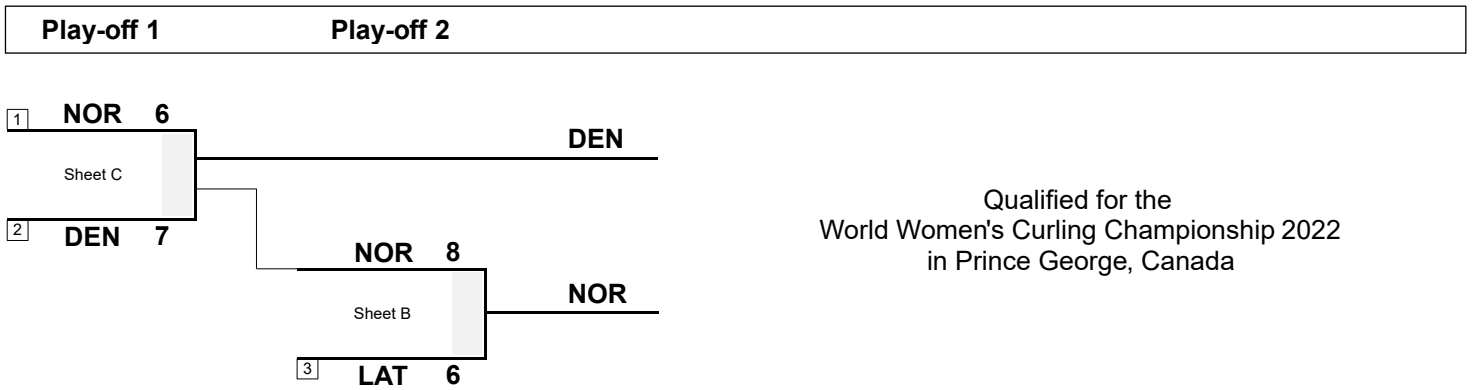 Play-off 1 Play-off 2
1 NOR 6
DEN
Sheet C
2 DEN 7
Qualified for the
World Women's Curling Championship 2022
in Prince George, Canada
NOR 8
NOR
Sheet B
3 LAT 6